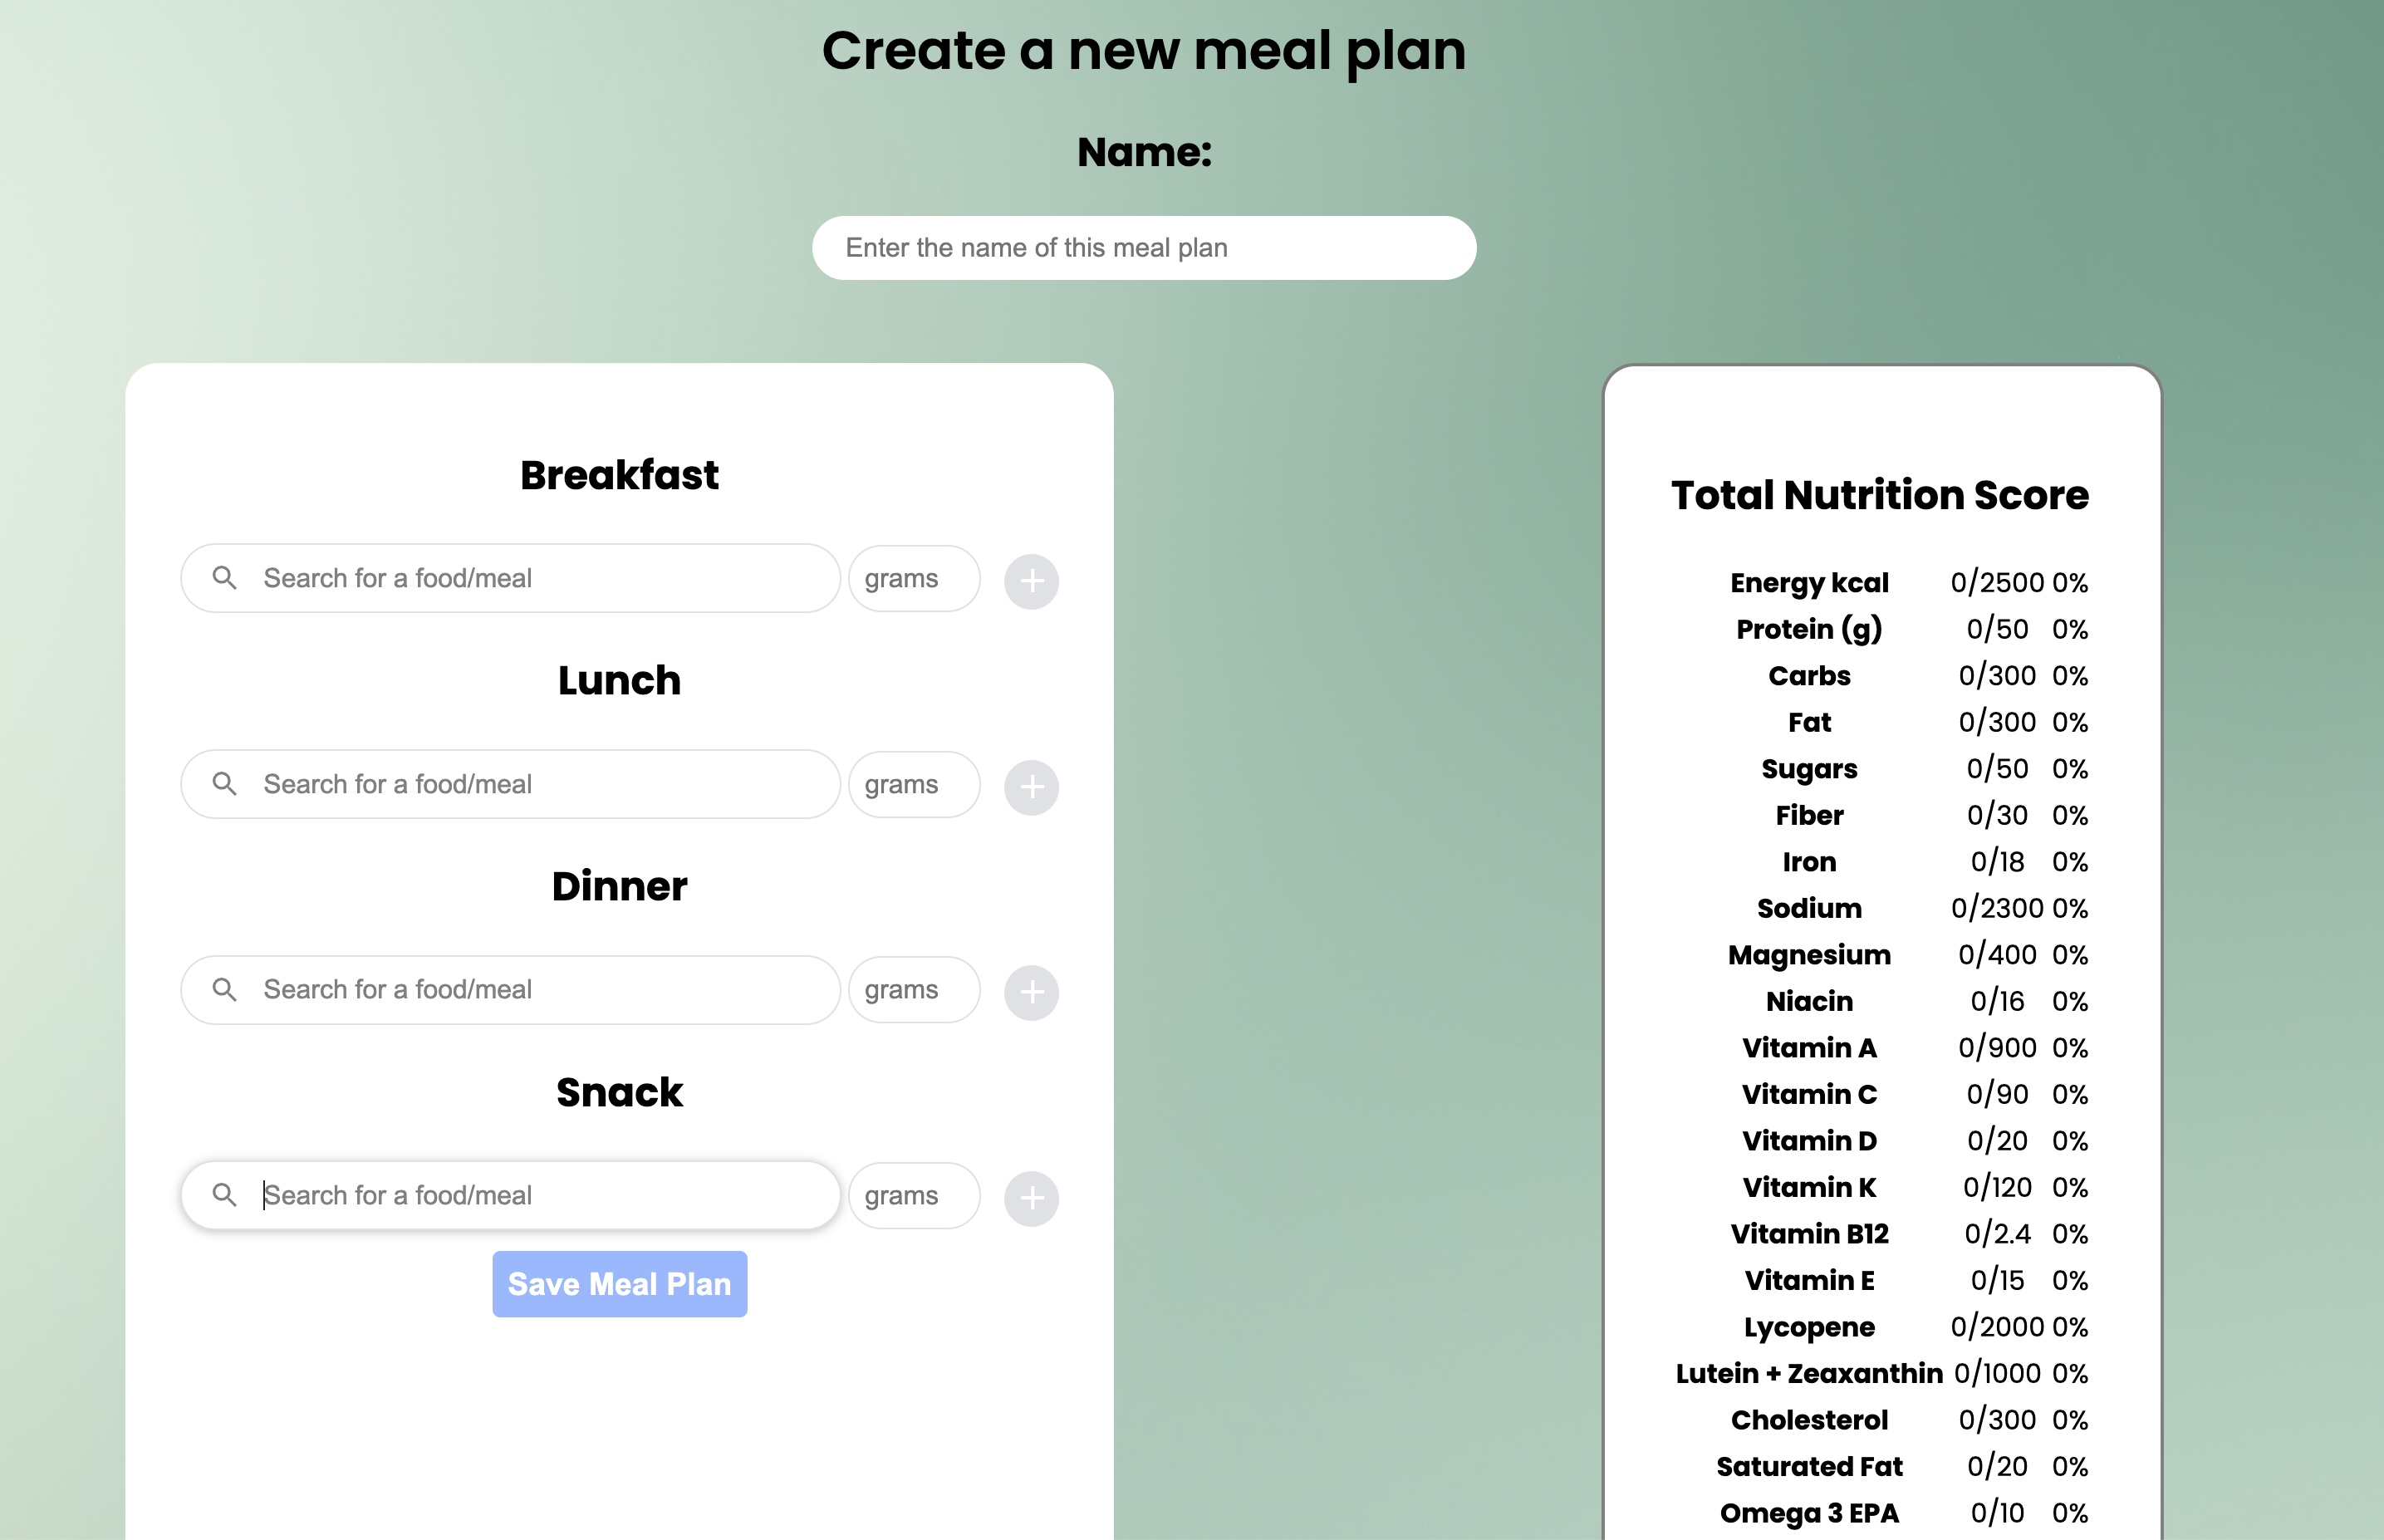 Create a new meal plan
Name:
Enter the name of this meal plan
Breakfast
Search for a food/meal grams
Lunch
Search for a food/meal grams
Dinner
Search for a food/meal grams
Snack
Search for a food/meal grams
Save Meal Plan
Total Nutrition Score
Energy kcal 0/2500 0%
Protein (g) 0/50 0%
Carbs 0/300 0%
Fat 0/300 0%
Sugars 0/50 0%
Fiber 0/30 0%
Iron 0/18 0%
Sodium 0/2300 0%
Magnesium 0/400 0%
Niacin 0/16 0%
Vitamin A 0/900 0%
Vitamin C 0/90 0%
Vitamin D 0/20 0%
Vitamin K 0/120 0%
Vitamin B12 0/2.4 0%
Vitamin E 0/15 0%
Lycopene 0/2000 0%
Lutein + Zeaxanthin 0/1000 0%
Cholesterol 0/300 0%
Saturated Fat 0/20 0%
Omega 3 EPA 0/10 0%